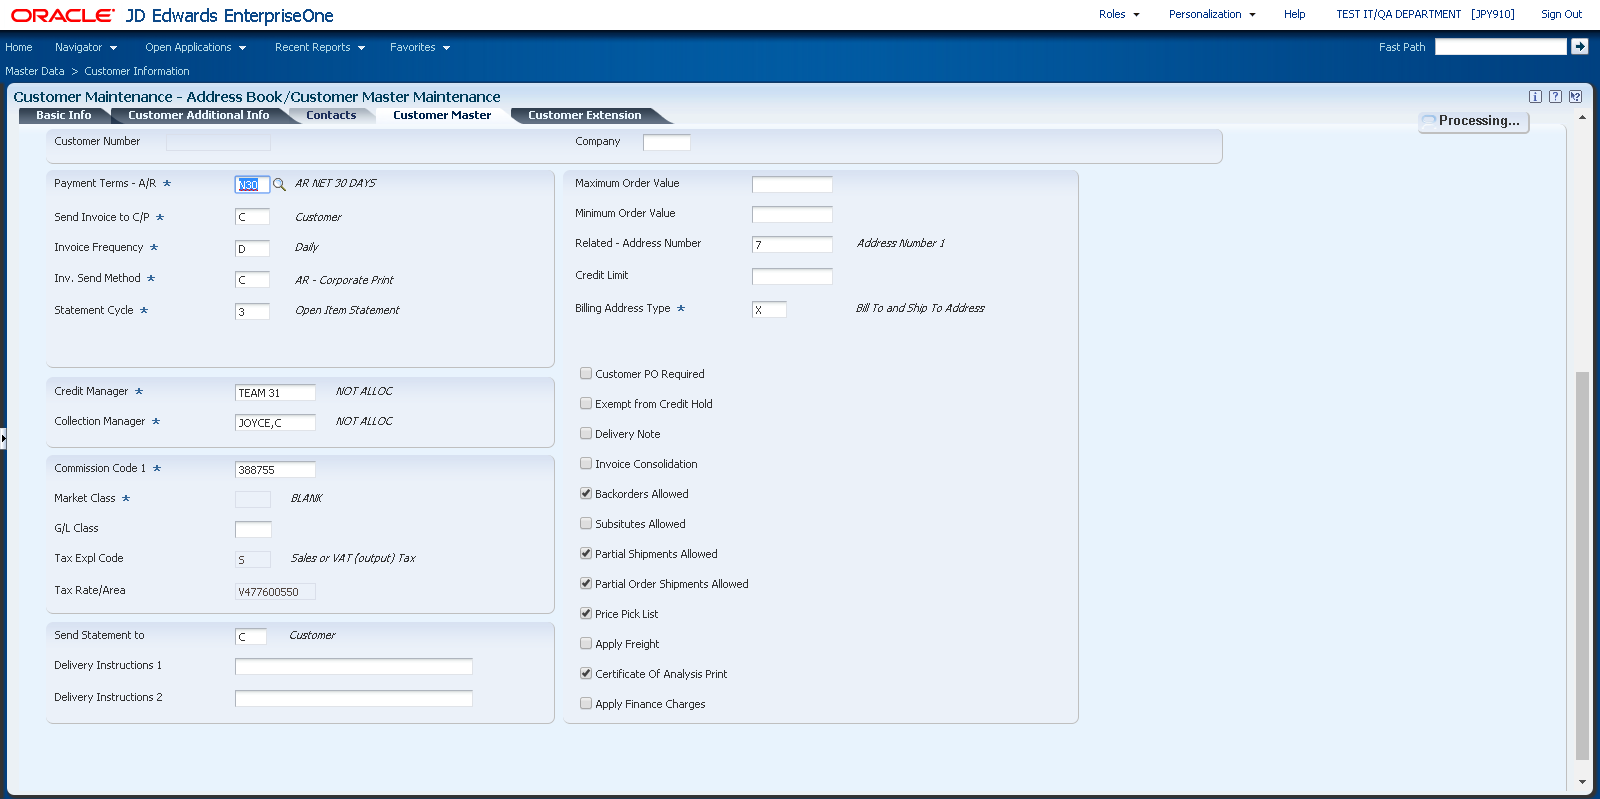 ORACLE JD Edwards EnterpriseOne Roles Personalization Help TEST IT/QA DEPARTMENT [JPY910] Sign Out
Home Navigator Open Applications Recent Reports Favorites Fast Path
Master Data > Customer Information
Customer Maintenance - Address Book/Customer Master Maintenance
Basic Info Customer Additional Info Contacts Customer Master Customer Extension Processing...
Customer Number Company
Payment Terms - A/R * N30 AR NET 30 DAYS
Send Invoice to C/P * C Customer
Invoice Frequency * D Daily
Inv. Send Method * C AR - Corporate Print
Statement Cycle * 3 Open Item Statement
Credit Manager * TEAM 31 NOT ALLOC
Collection Manager * JOYCE,C NOT ALLOC
Commission Code 1 * 388755
Market Class * BLANK
G/L Class
Tax Expl Code S Sales or VAT (output) Tax
Tax Rate/Area V477600550
Send Statement to C Customer
Delivery Instructions 1
Delivery Instructions 2
Maximum Order Value
Minimum Order Value
Related - Address Number 7 Address Number 1
Credit Limit
Billing Address Type * X Bill To and Ship To Address
Customer PO Required
Exempt from Credit Hold
Delivery Note
Invoice Consolidation
Backorders Allowed
Subsitutes Allowed
Partial Shipments Allowed
Partial Order Shipments Allowed
Price Pick List
Apply Freight
Certificate Of Analysis Print
Apply Finance Charges